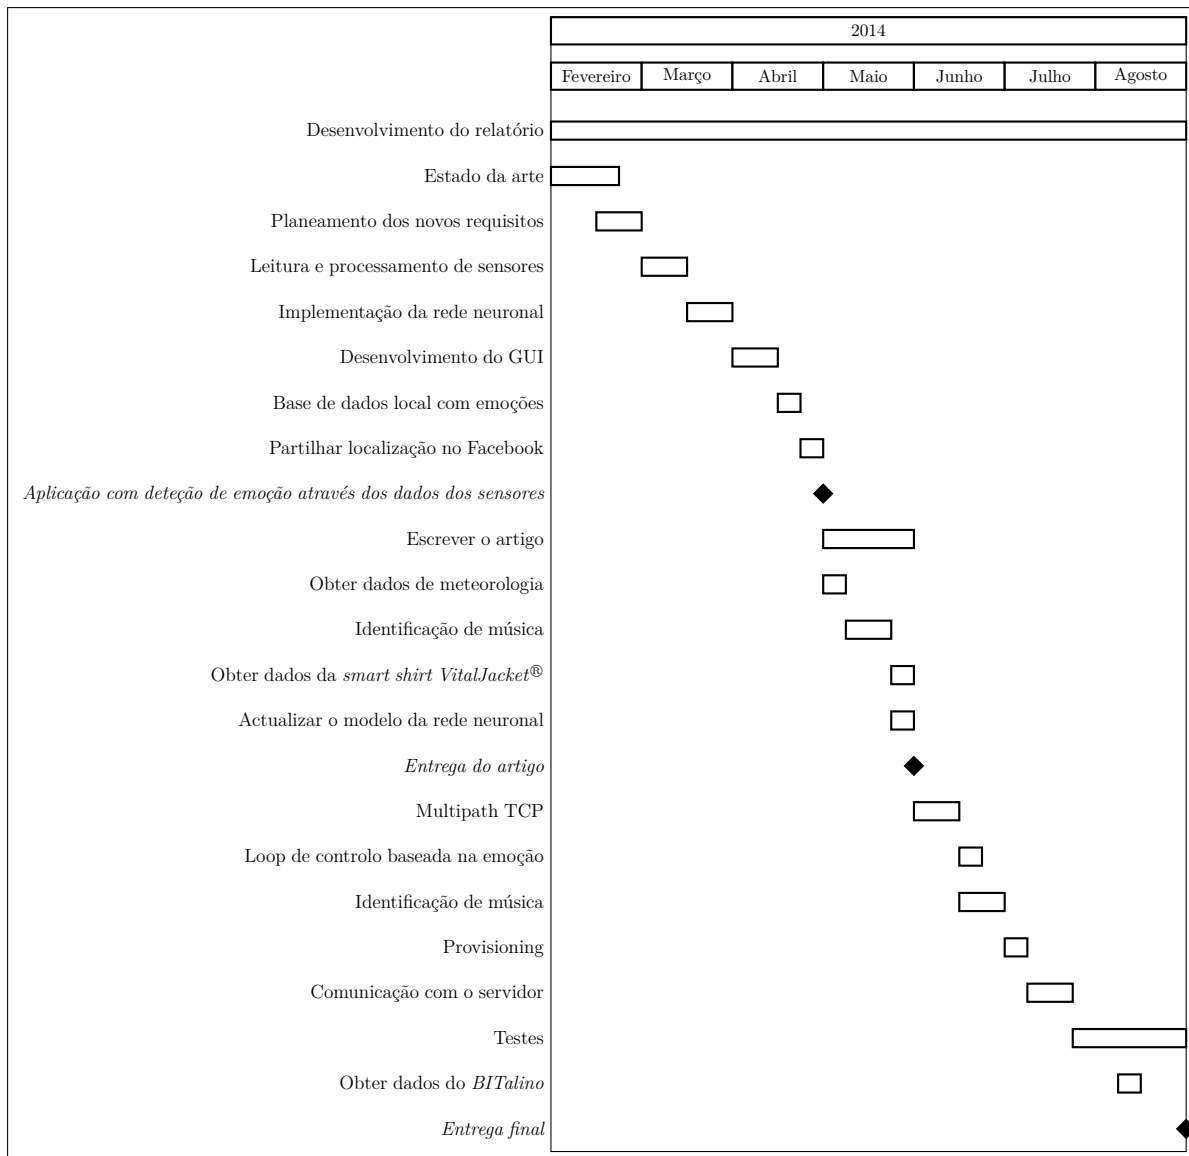 2014
Fevereiro Março Abril Maio Junho Julho Agosto
Desenvolvimento do relatório
Estado da arte
Planeamento dos novos requisitos
Leitura e processamento de sensores
Implementação da rede neuronal
Desenvolvimento do GUI
Base de dados local com emoções
Partilhar localização no Facebook
Aplicação com deteção de emoção através dos dados dos sensores
Escrever o artigo
Obter dados de meteorologia
Identificação de música
Obter dados da smart shirt VitalJacket®
Actualizar o modelo da rede neuronal
Entrega do artigo
Multipath TCP
Loop de controlo baseada na emoção
Identificação de música
Provisioning
Comunicação com o servidor
Testes
Obter dados do BITalino
Entrega final